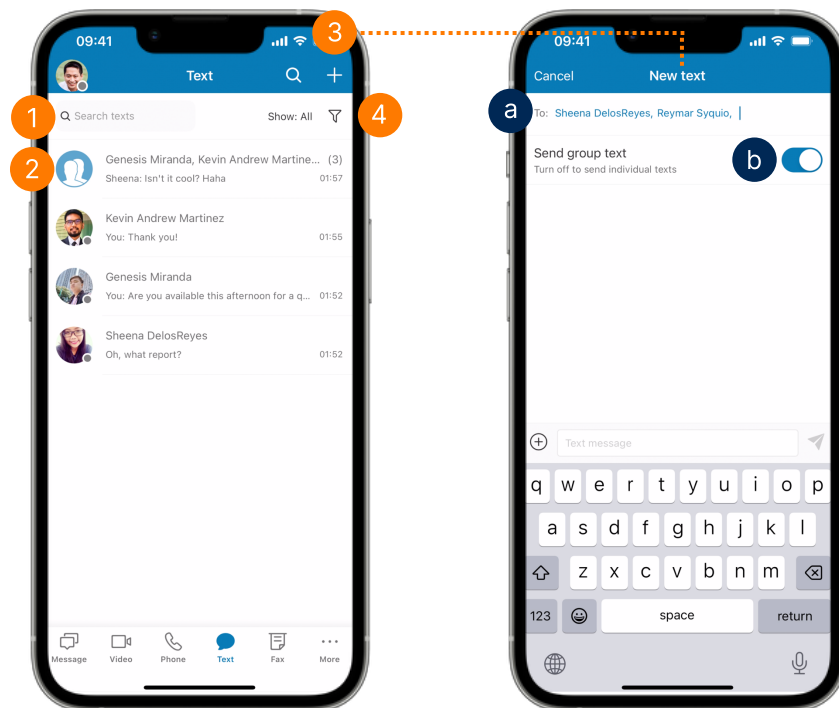 09:41
Text
Search texts
Show: All
Genesis Miranda, Kevin Andrew Martine... (3)
Sheena: Isn't it cool? Haha
01:57
Kevin Andrew Martinez
You: Thank you!
01:55
Genesis Miranda
You: Are you available this afternoon for a q...
01:52
Sheena DelosReyes
Oh, what report?
01:52
Message
Video
Phone
Text
Fax
More
1
2
3
4
09:41
Cancel
New text
a
To: Sheena DelosReyes, Reymar Syquio,
Send group text
Turn off to send individual texts
b
Text message
q w e r t y u i o p
a s d f g h j k l
z x c v b n m
123 space return